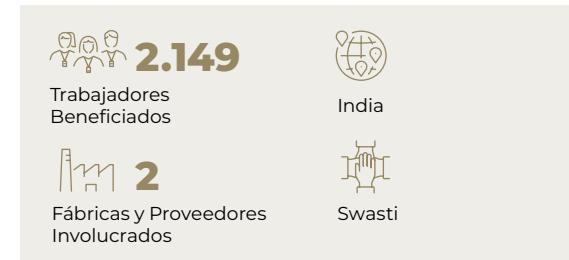 2.149
Trabajadores
Beneficiados
India
2
Fábricas y Proveedores
Involucrados
Swasti